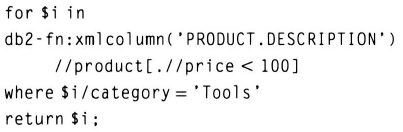 for $i in
db2-fn:xmlcolumn('PRODUCT.DESCRIPTION')
//product[.//price < 100]
where $i/category = 'Tools'
return $i;